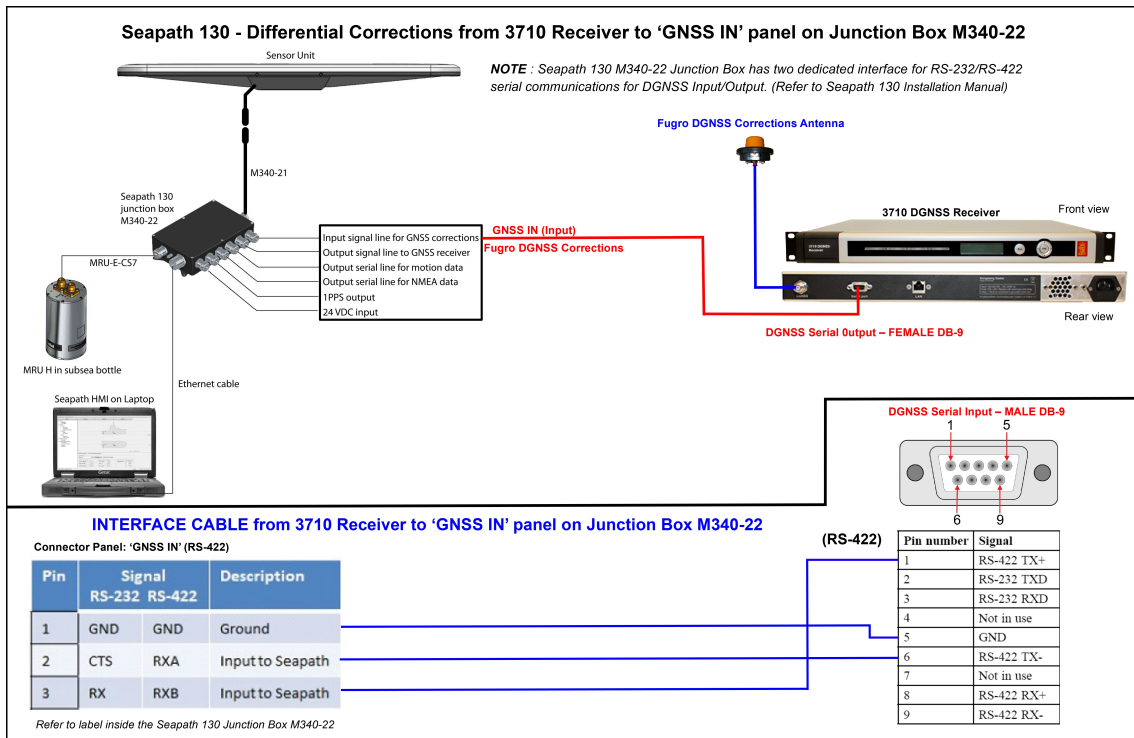 Seapath 130 - Differential Corrections from 3710 Receiver to ‘GNSS IN’ panel on Junction Box M340-22
Sensor Unit
NOTE : Seapath 130 M340-22 Junction Box has two dedicated interface for RS-232/RS-422
serial communications for DGNSS Input/Output. (Refer to Seapath 130 Installation Manual)
Fugro DGNSS Corrections Antenna
M340-21
Seapath 130
junction box
M340-22
3710 DGNSS Receiver
Front view
3710 DGNSS
Receiver
Input signal line for GNSS corrections
Output signal line to GNSS receiver
Output serial line for motion data
Output serial line for NMEA data
1PPS output
24 VDC input
GNSS IN (Input)
Fugro DGNSS Corrections
MRU-E-CS7
LAN
Rear view
DGNSS Serial 0utput – FEMALE DB-9
MRU H in subsea bottle
Ethernet cable
Seapath HMI on Laptop
Getac
DGNSS Serial Input – MALE DB-9
1 5
6 9
INTERFACE CABLE from 3710 Receiver to ‘GNSS IN’ panel on Junction Box M340-22
Connector Panel: ‘GNSS IN’ (RS-422)
Pin Signal Description
RS-232 RS-422
1 GND GND Ground
2 CTS RXA Input to Seapath
3 RX RXB Input to Seapath
Refer to label inside the Seapath 130 Junction Box M340-22
(RS-422)
Pin number Signal
1 RS-422 TX+
2 RS-232 TXD
3 RS-232 RXD
4 Not in use
5 GND
6 RS-422 TX-
7 Not in use
8 RS-422 RX+
9 RS-422 RX-